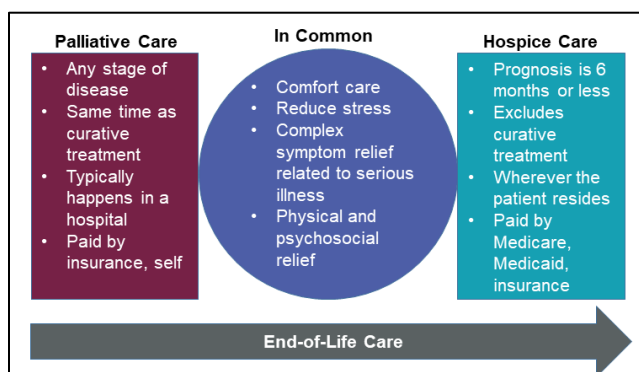 Palliative Care
• Any stage of
disease
• Same time as
curative
treatment
• Typically
happens in a
hospital
• Paid by
insurance, self
In Common
• Comfort care
• Reduce stress
• Complex
symptom relief
related to serious
illness
• Physical and
psychosocial
relief
Hospice Care
• Prognosis is 6
months or less
• Excludes
curative
treatment
• Wherever the
patient resides
• Paid by
Medicare,
Medicaid,
insurance
End-of-Life Care